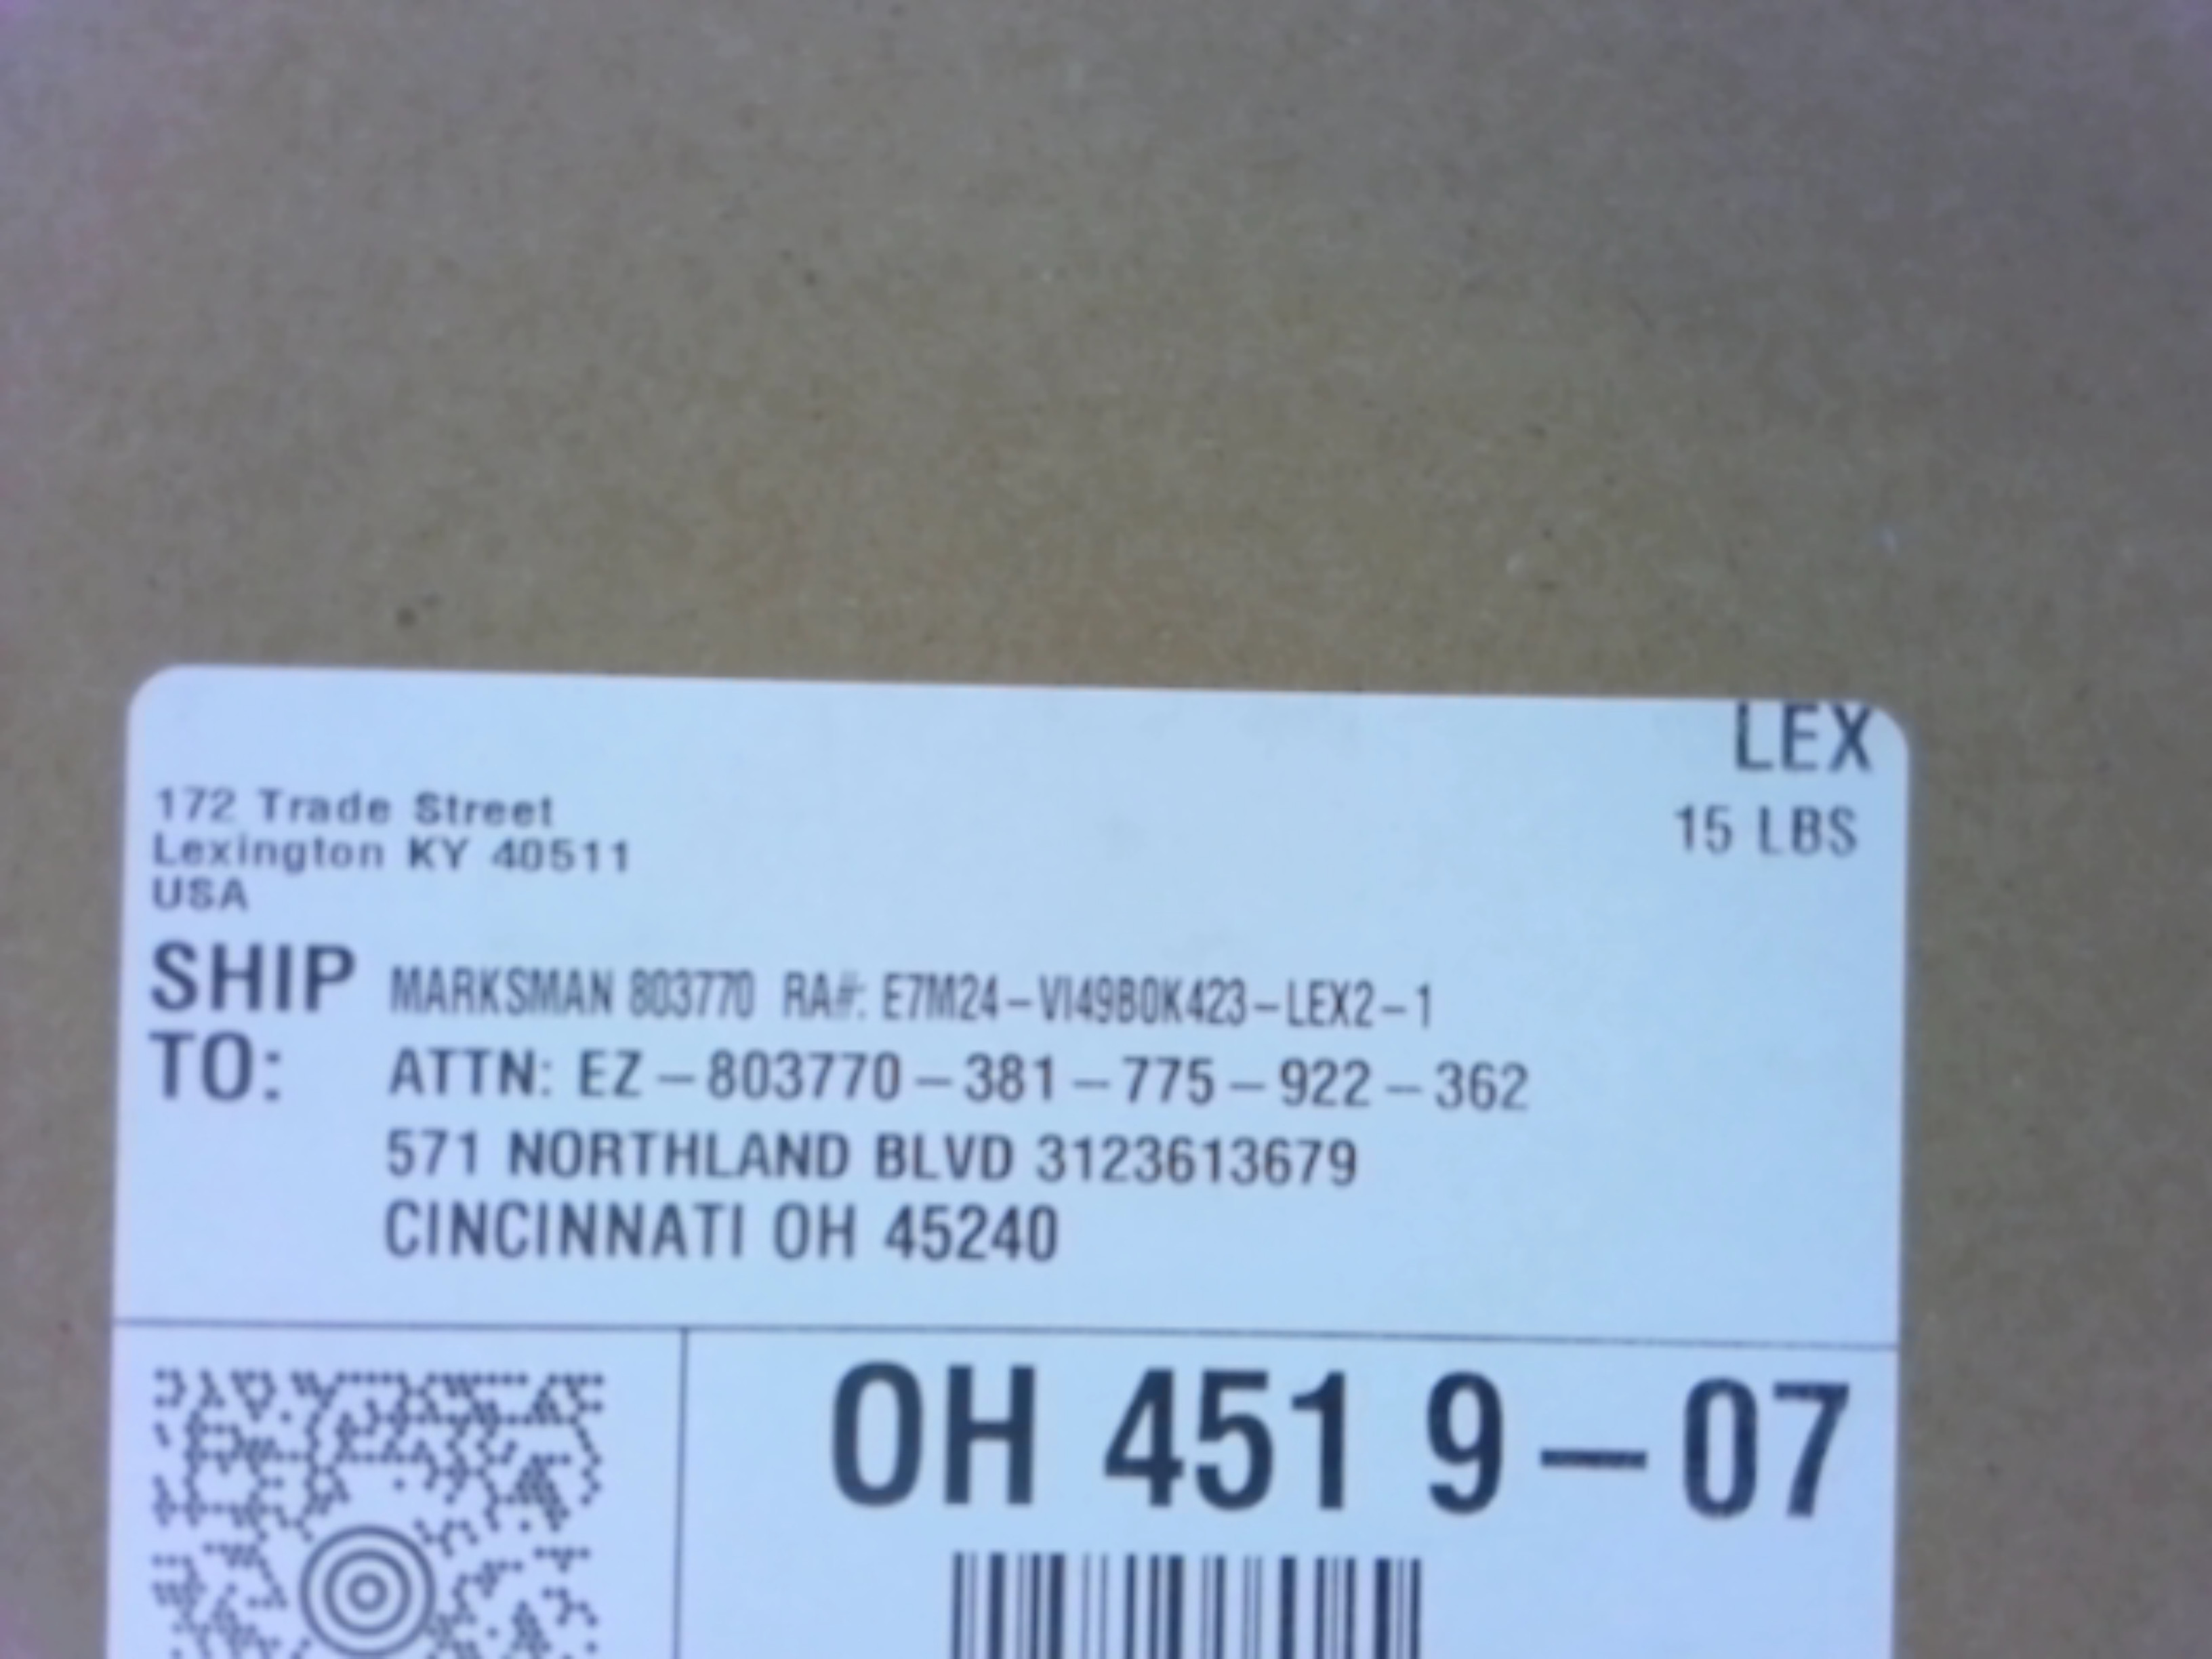 LEX
172 Trade Street
15 LBS
Lexington KY 40511
USA
SHIP TO:
MARKSMAN 803770 RA#: E7M24-VI49B0K423-LEX2-1
ATTN: EZ-803770-381-775-922-362
571 NORTHLAND BLVD 3123613679
CINCINNATI OH 45240
OH 451 9-07